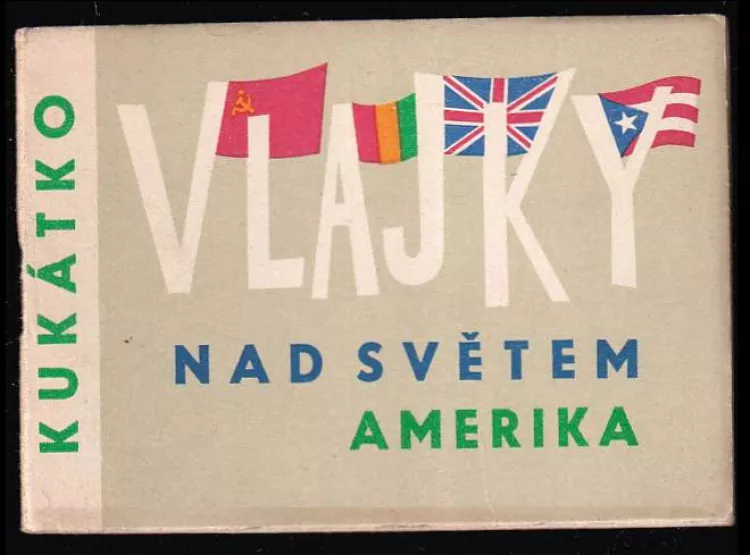 KUKÁTKO
VLAJKY
NAD SVĚTEM
AMERIKA